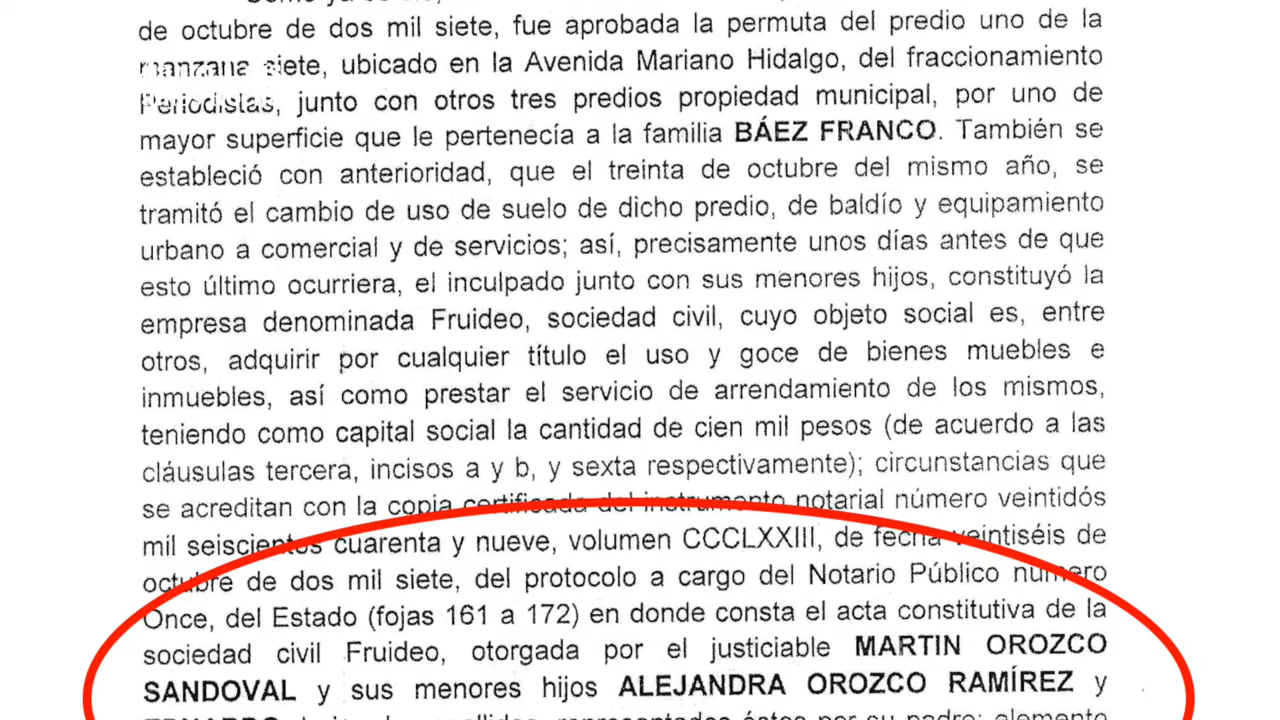 de octubre de dos mil siete, fue aprobada la permuta del predio uno de la
manzana siete, ubicado en la Avenida Mariano Hidalgo, del fraccionamiento
Periodistas, junto con otros tres predios propiedad municipal, por uno de
mayor superficie que le pertenecía a la familia BÁEZ FRANCO. También se
estableció con anterioridad, que el treinta de octubre del mismo año, se
tramitó el cambio de uso de suelo de dicho predio, de baldío y equipamiento
urbano a comercial y de servicios; así, precisamente unos días antes de que
esto último ocurriera, el inculpado junto con sus menores hijos, constituyó la
empresa denominada Fruideo, sociedad civil, cuyo objeto social es, entre
otros, adquirir por cualquier título el uso y goce de bienes muebles e
inmuebles, así como prestar el servicio de arrendamiento de los mismos,
teniendo como capital social la cantidad de cien mil pesos (de acuerdo a las
cláusulas tercera, incisos a y b, y sexta respectivamente); circunstancias que
se acreditan con la copia certificada del instrumento notarial número veintidós
mil seiscientos cuarenta y nueve, volumen CCCLXXIII, de fecha veintiséis de
octubre de dos mil siete, del protocolo a cargo del Notario Público número
Once, del Estado (fojas 161 a 172) en donde consta el acta constitutiva de la
sociedad civil Fruideo, otorgada por el justiciable MARTIN OROZCO
SANDOVAL y sus menores hijos ALEJANDRA OROZCO RAMÍREZ y
por su padre; elemento